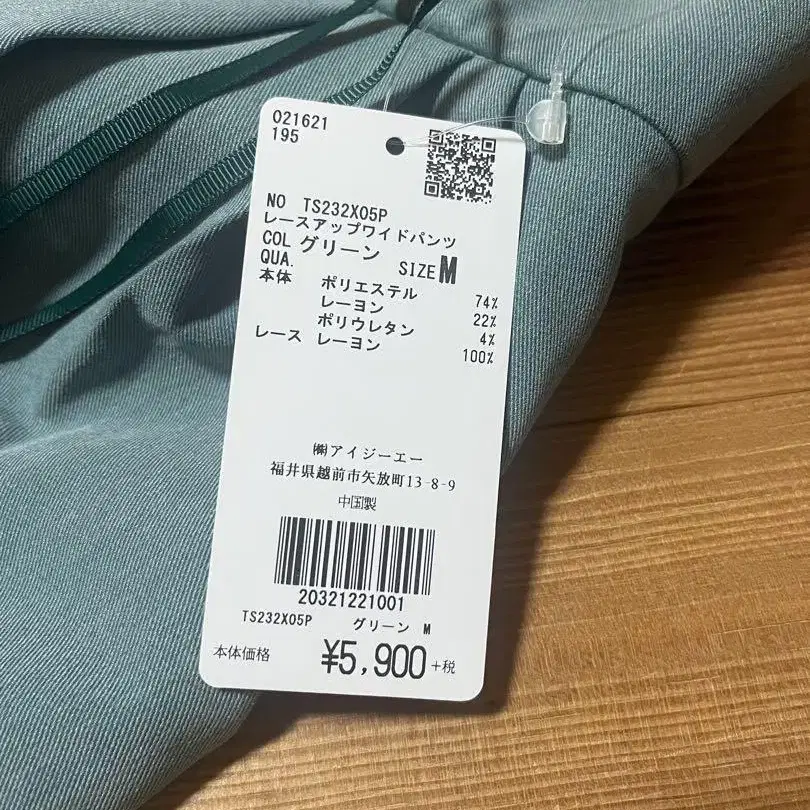 021621
195
NO TS232X05P
レースアップワイドパンツ
COL グリーン
QUA. SIZE M
本体 ポリエステル 74%
レーヨン 22%
ポリウレタン 4%
レース レーヨン 100%
㈱アイジーエー
福井県越前市矢放町13-8-9
中国製
20321221001
TS232X05P グリーン M
本体価格 ¥5,900+税